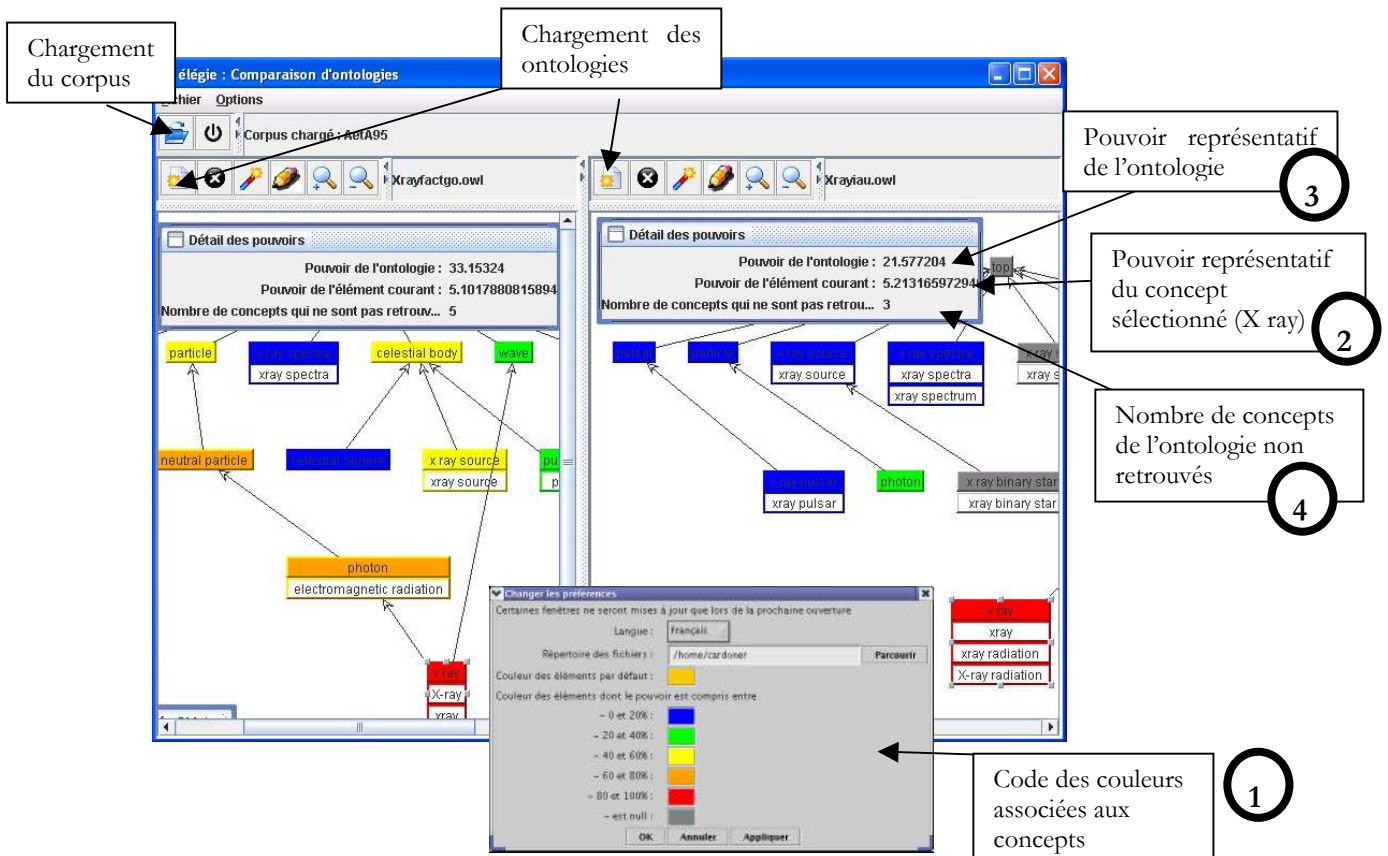 Chargement
du corpus
Chargement des
ontologies
élégie : Comparaison d'ontologies
Options
Corpus chargé : AetA95
Xrayfactgo.owl
Xrayiau.owl
Détail des pouvoirs
Pouvoir de l'ontologie : 33.15324
Pouvoir de l'élément courant : 5.1017880815894
Nombre de concepts qui ne sont pas retrouv... 5
Détail des pouvoirs
Pouvoir de l'ontologie : 21.577204
Pouvoir de l'élément courant : 5.21316597294
Nombre de concepts qui ne sont pas retrou... 3
top
particle
x ray spectra
xray spectra
celestial body
wave
neutral particle
celestial sphere
x ray source
xray source
pu
p
photon
electromagnetic radiation
x ray
X-ray
xray
pulsar
particle
x ray source
xray source
x ray spectra
xray spectra
xray spectrum
x ray s
xray s
x ray pulsar
xray pulsar
photon
x ray binary star
xray binary star
x ray
xray
xray radiation
X-ray radiation
Changer les préférences
Certaines fenêtres ne seront mises à jour que lors de la prochaine ouverture
Langue :
Français
Répertoire des fichiers :
/home/cardoner
Parcourir
Couleur des éléments par défaut :
Couleur des éléments dont le pouvoir est compris entre
- 0 et 20% :
- 20 et 40% :
- 40 et 60% :
- 60 et 80% :
- 80 et 100% :
- est null :
OK Annuler Appliquer
Pouvoir représentatif
de l'ontologie
3
Pouvoir représentatif
du concept
sélectionné (X ray)
2
Nombre de concepts
de l'ontologie non
retrouvés
4
Code des couleurs
associées aux
concepts
1